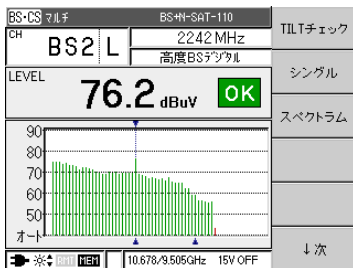 BS・CS ﾏﾙﾁ BS+N-SAT-110
CH BS2 L 2242MHz
高度BSﾃﾞｼﾞﾀﾙ
LEVEL 76.2 dBuV OK
90
80
70
60
50
オート
RMT MEM 10.678/9.505GHz 15V OFF
TILTチェック
シングル
スペクトラム
↓次